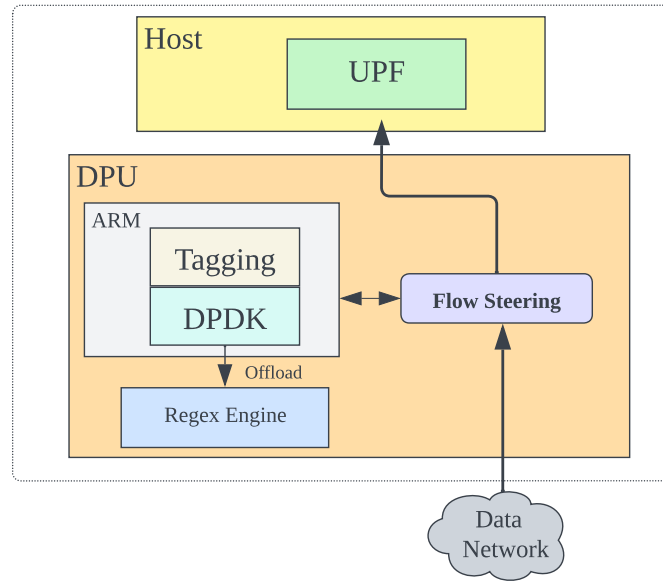 Host
UPF
DPU
ARM
Tagging
DPDK
Flow Steering
Offload
Regex Engine
Data
Network